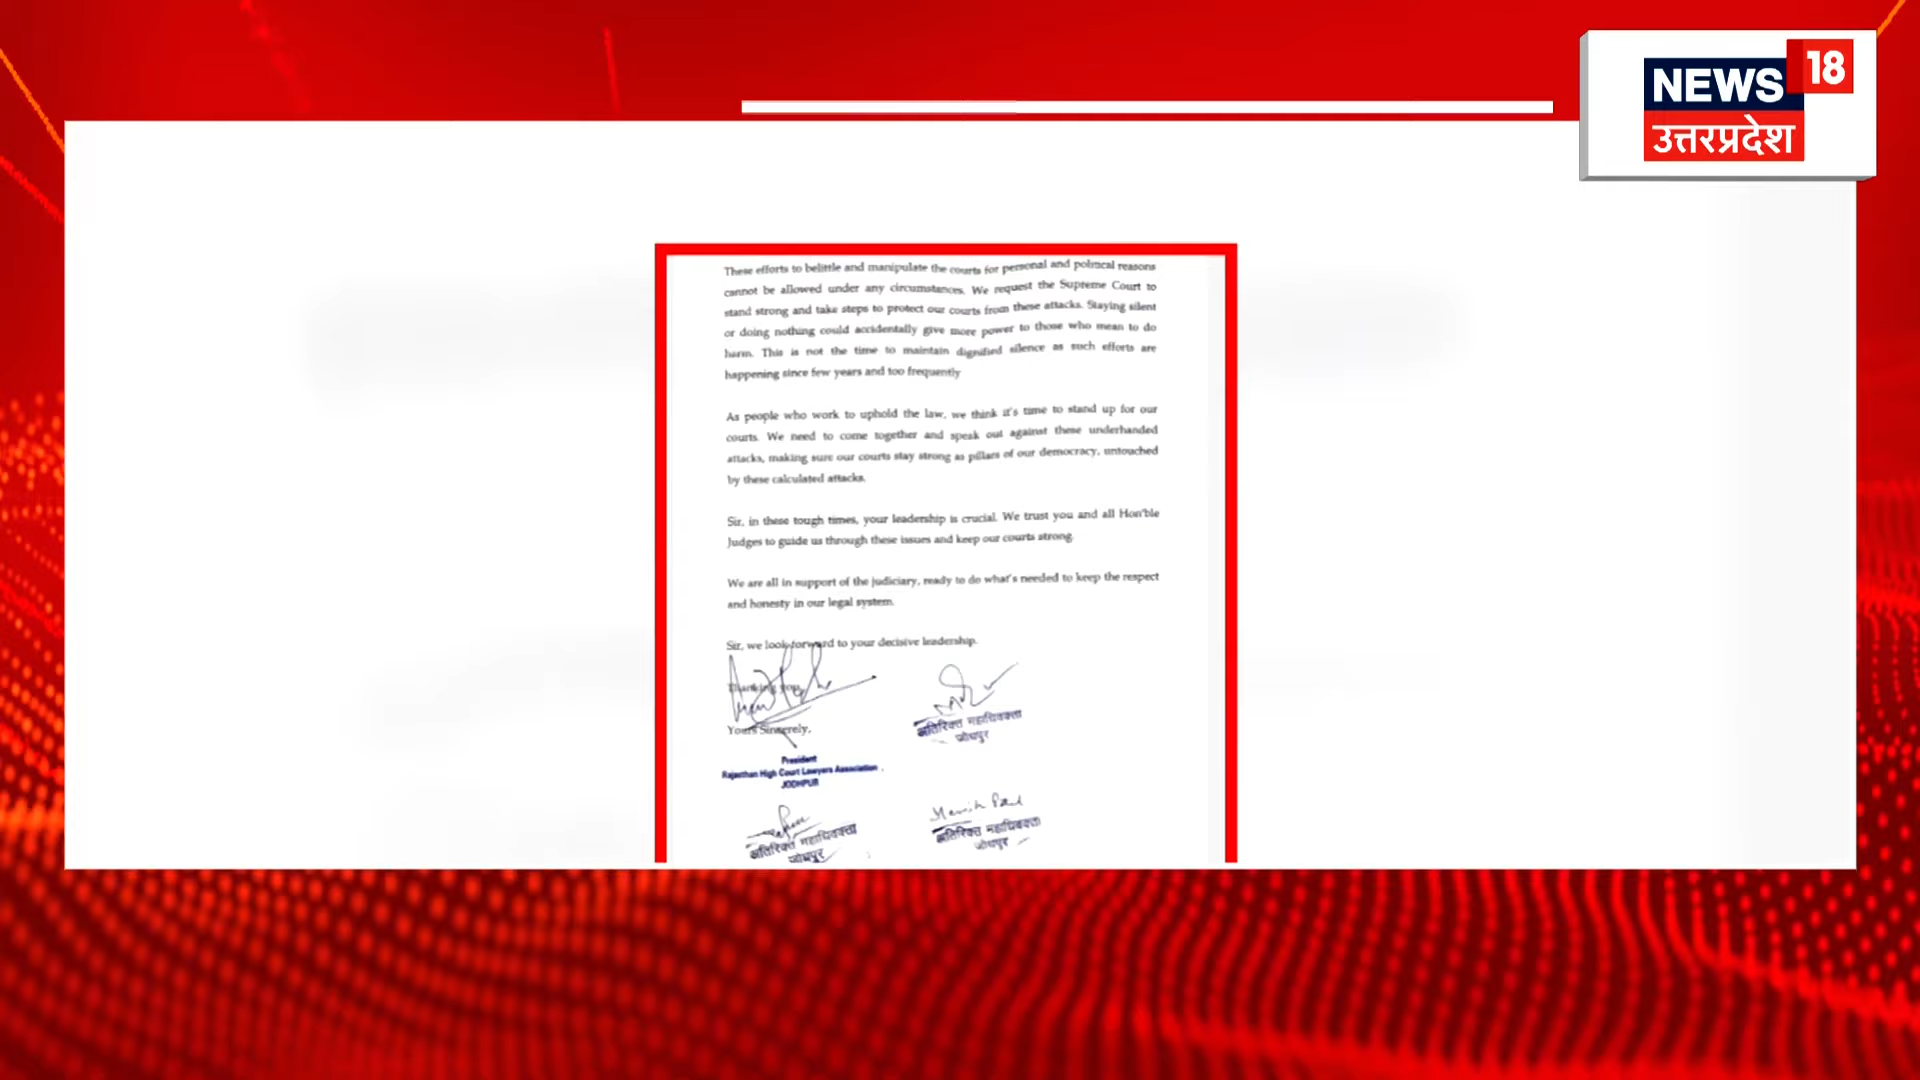 NEWS 18
उत्तरप्रदेश
These efforts to belittle and manipulate the courts for personal and political reasons
cannot be allowed under any circumstances. We request the Supreme Court to
stand strong and take steps to protect our courts from these attacks. Staying silent
or doing nothing could accidentally give more power to those who mean to do
harm. This is not the time to maintain dignified silence as such efforts are
happening since few years and too frequently
As people who work to uphold the law, we think it's time to stand up for our
courts. We need to come together and speak out against these underhanded
attacks, making sure our courts stay strong as pillars of our democracy, untouched
by these calculated attacks.
Sir, in these tough times, your leadership is crucial. We trust you and all Hon'ble
Judges to guide us through these issues and keep our courts strong.
We are all in support of the judiciary, ready to do what's needed to keep the respect
and honesty in our legal system.
Sir, we look forward to your decisive leadership.
Thanking you,
Yours Sincerely,
अतिरिक्त महाधिवक्ता
जोधपुर
President
Rajasthan High Court Lawyers Association
JODHPUR
अतिरिक्त महाधिवक्ता
जोधपुर
अतिरिक्त महाधिवक्ता
जोधपुर